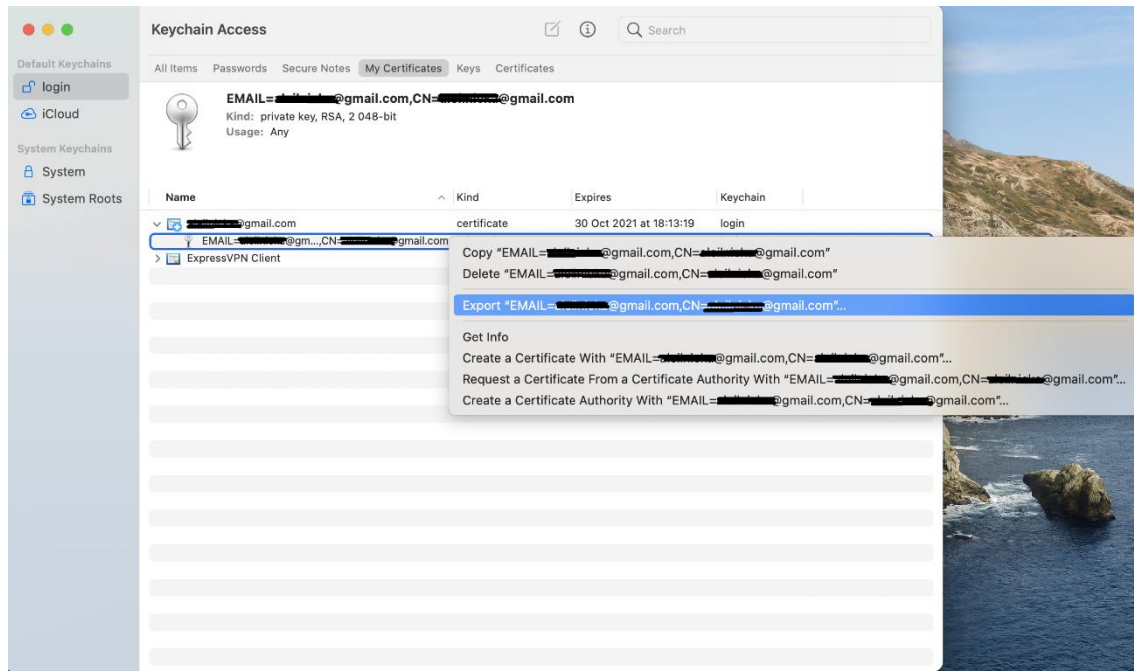 Keychain Access
Search
Default Keychains
login
iCloud
System Keychains
System
System Roots
All Items Passwords Secure Notes My Certificates Keys Certificates
EMAIL=@gmail.com,CN=@gmail.com
Kind: private key, RSA, 2 048-bit
Usage: Any
Name Kind Expires Keychain
@gmail.com certificate 30 Oct 2021 at 18:13:19 login
EMAIL=@gm...,CN=@gmail.com
ExpressVPN Client
Copy "EMAIL=@gmail.com,CN=@gmail.com"
Delete "EMAIL=@gmail.com,CN=@gmail.com"
Export "EMAIL=@gmail.com,CN=@gmail.com"...
Get Info
Create a Certificate With "EMAIL=@gmail.com,CN=@gmail.com"...
Request a Certificate From a Certificate Authority With "EMAIL=@gmail.com,CN=@gmail.com"...
Create a Certificate Authority With "EMAIL=@gmail.com,CN=@gmail.com"...